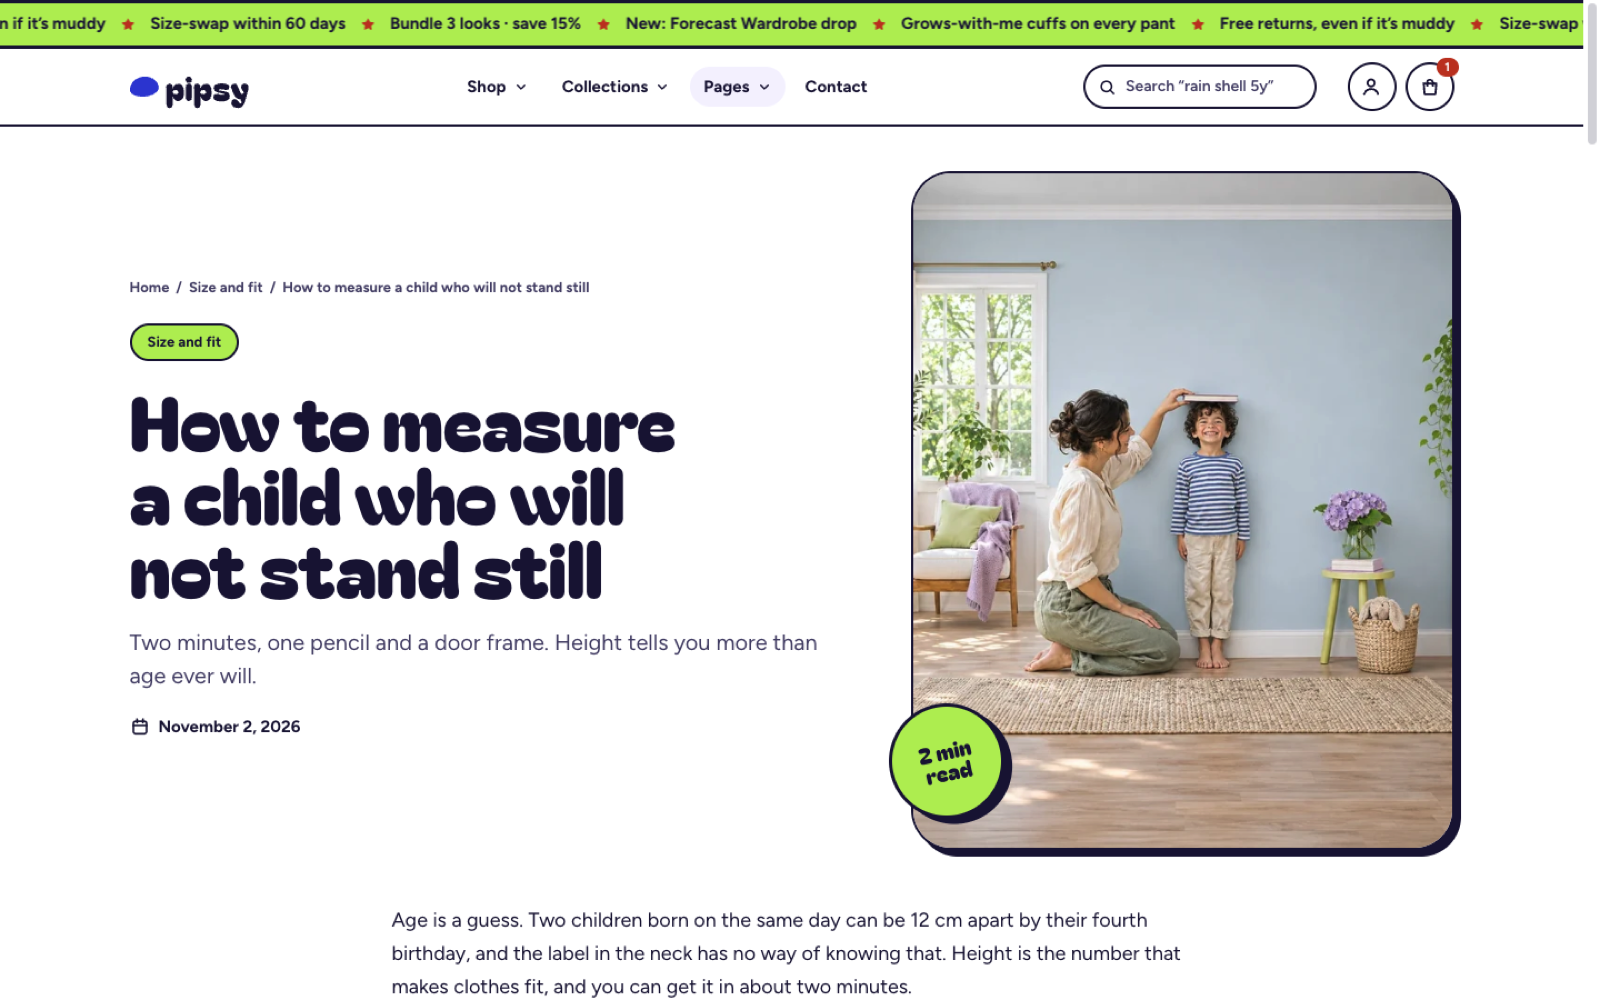 if it’s muddy ★ Size-swap within 60 days ★ Bundle 3 looks · save 15% ★ New: Forecast Wardrobe drop ★ Grows-with-me cuffs on every pant ★ Free returns, even if it’s muddy ★ Size-swap
pipsy
Shop
Collections
Pages
Contact
Search “rain shell 5y”
1
Home / Size and fit / How to measure a child who will not stand still
Size and fit
How to measure
a child who will
not stand still
Two minutes, one pencil and a door frame. Height tells you more than
age ever will.
November 2, 2026
2 min
read
Age is a guess. Two children born on the same day can be 12 cm apart by their fourth
birthday, and the label in the neck has no way of knowing that. Height is the number that
makes clothes fit, and you can get it in about two minutes.